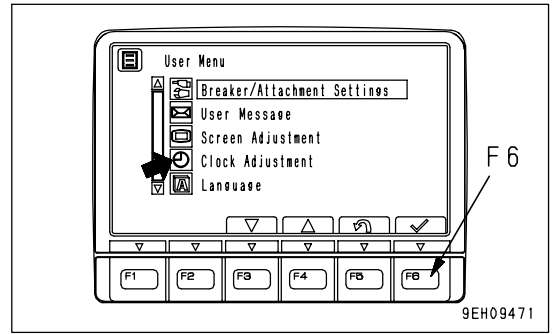 User Menu
Breaker/Attachment Settings
User Message
Screen Adjustment
Clock Adjustment
A Language
F6
F1 F2 F3 F4 F5 F6
9EH09471